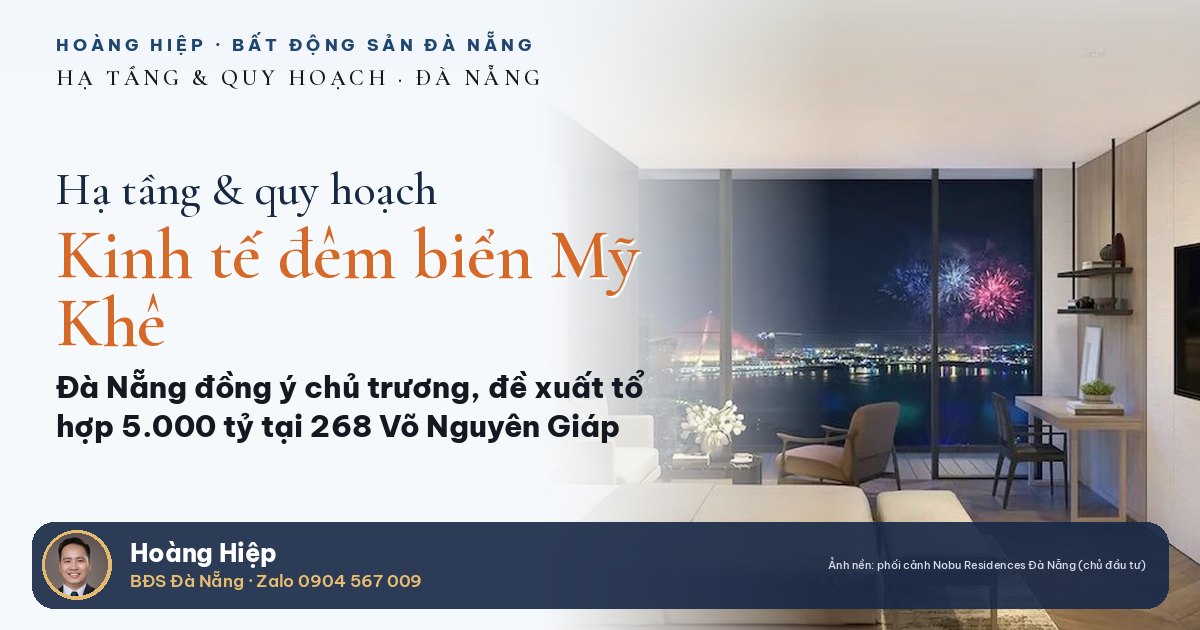 HOÀNG HIỆP · BẤT ĐỘNG SẢN ĐÀ NẴNG
HẠ TẦNG & QUY HOẠCH · ĐÀ NẴNG
Hạ tầng & quy hoạch
Kinh tế đêm biển Mỹ
Khê
Đà Nẵng đồng ý chủ trương, đề xuất tổ
hợp 5.000 tỷ tại 268 Võ Nguyên Giáp
Hoàng Hiệp
BĐS Đà Nẵng · Zalo 0904 567 009
Ảnh nền: phối cảnh Nobu Residences Đà Nẵng (chủ đầu tư)